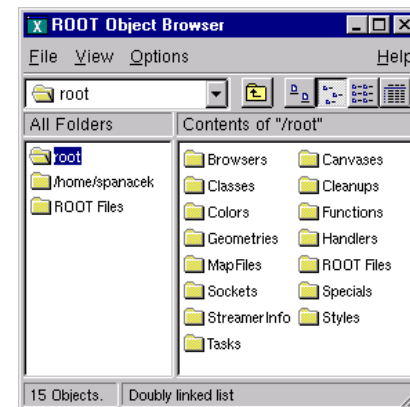 X ROOT Object Browser
File View Options Help
root
All Folders Contents of "/root"
root
/home/spanacek
ROOT Files
Browsers Canvases
Classes Cleanups
Colors Functions
Geometries Handlers
MapFiles ROOT Files
Sockets Specials
StreamerInfo Styles
Tasks
15 Objects. Doubly linked list